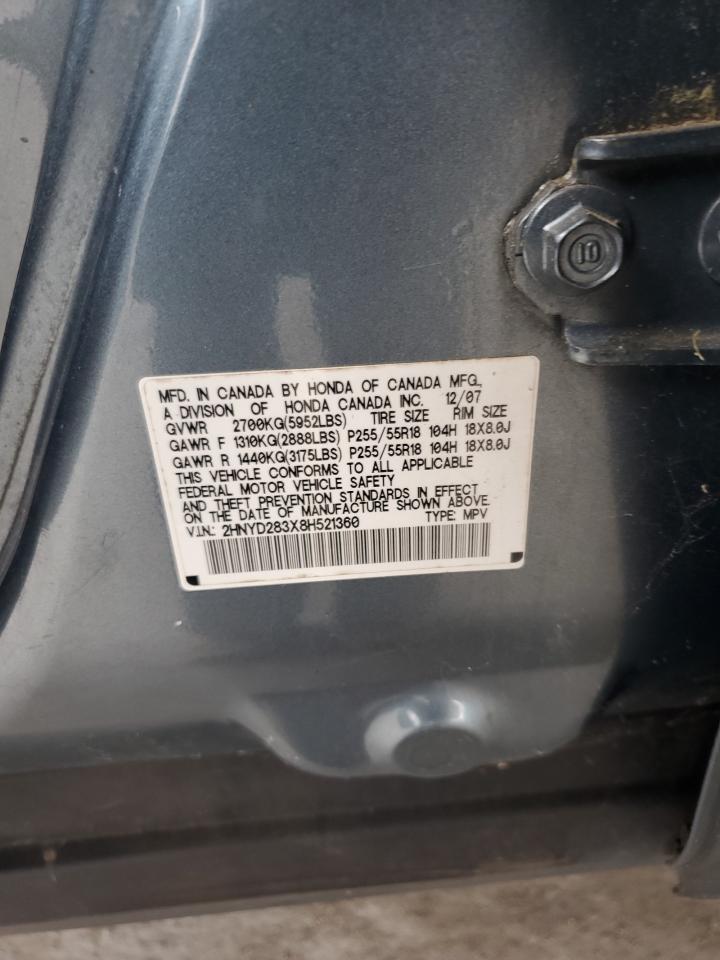 MFD. IN CANADA BY HONDA OF CANADA MFG.,
A DIVISION OF HONDA CANADA INC. 12/07
GVWR 2700KG(5952LBS) TIRE SIZE RIM SIZE
GAWR F 1310KG(2888LBS) P255/55R18 104H 18X8.0J
GAWR R 1440KG(3175LBS) P255/55R18 104H 18X8.0J
THIS VEHICLE CONFORMS TO ALL APPLICABLE
FEDERAL MOTOR VEHICLE SAFETY
AND THEFT PREVENTION STANDARDS IN EFFECT
ON THE DATE OF MANUFACTURE SHOWN ABOVE.
V.I.N: 2HNYD283X8H521360 TYPE: MPV
10